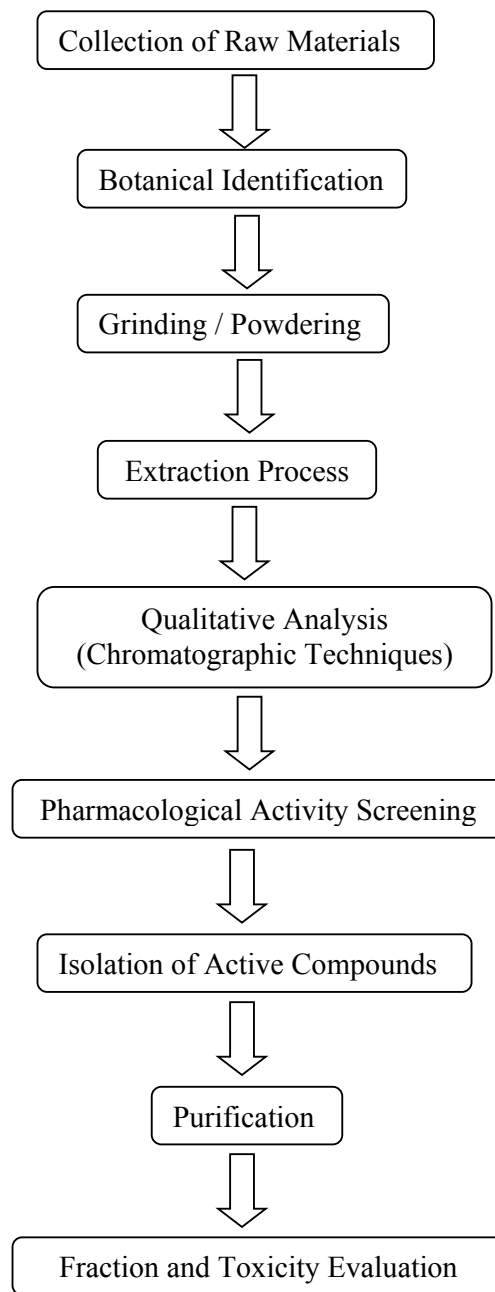 Collection of Raw Materials
Botanical Identification
Grinding / Powdering
Extraction Process
Qualitative Analysis
(Chromatographic Techniques)
Pharmacological Activity Screening
Isolation of Active Compounds
Purification
Fraction and Toxicity Evaluation